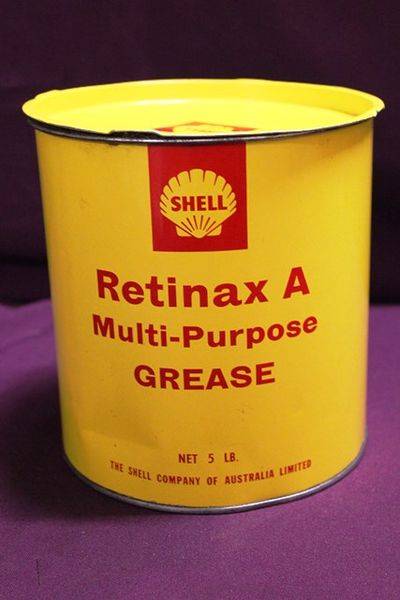 SHELL
Retinax A
Multi-Purpose
GREASE
NET 5 LB.
THE SHELL COMPANY OF AUSTRALIA LIMITED